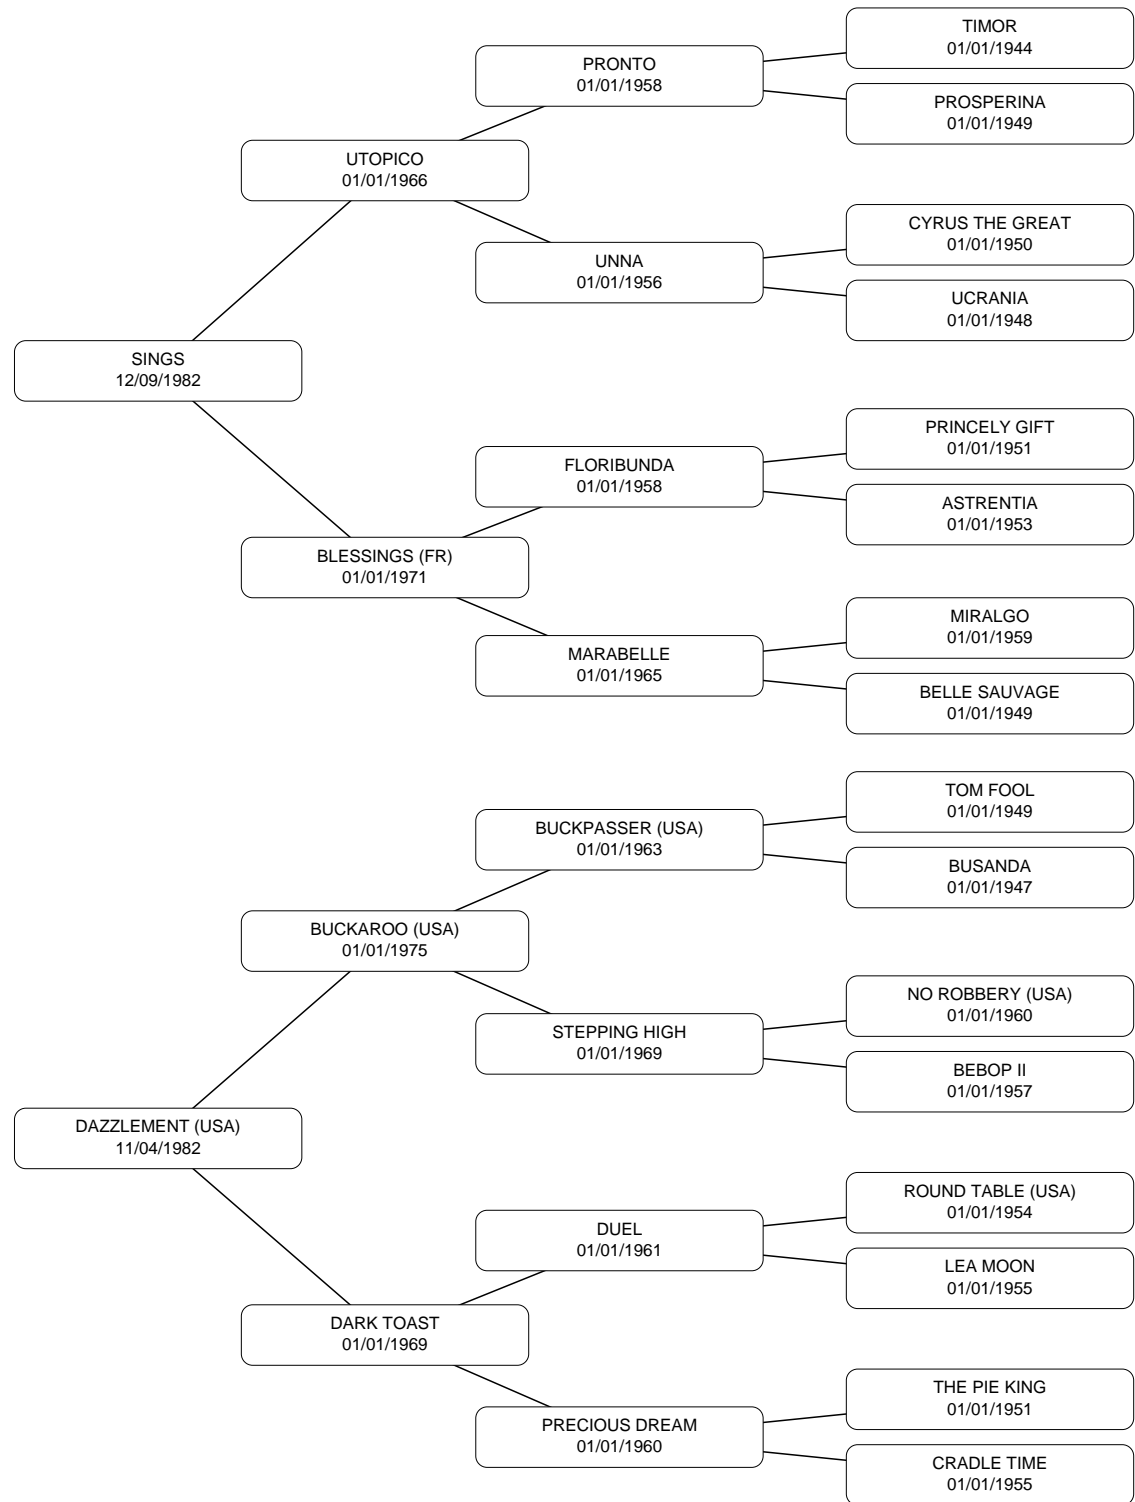 TIMOR
01/01/1944
PRONTO
01/01/1958
PROSPERINA
01/01/1949
UTOPICO
01/01/1966
CYRUS THE GREAT
01/01/1950
UNNA
01/01/1956
UCRANIA
01/01/1948
SINGS
12/09/1982
PRINCELY GIFT
01/01/1951
FLORIBUNDA
01/01/1958
ASTRENTIA
01/01/1953
BLESSINGS (FR)
01/01/1971
MIRALGO
01/01/1959
MARABELLE
01/01/1965
BELLE SAUVAGE
01/01/1949
TOM FOOL
01/01/1949
BUCKPASSER (USA)
01/01/1963
BUSANDA
01/01/1947
BUCKAROO (USA)
01/01/1975
NO ROBBERY (USA)
01/01/1960
STEPPING HIGH
01/01/1969
BEBOP II
01/01/1957
DAZZLEMENT (USA)
11/04/1982
ROUND TABLE (USA)
01/01/1954
DUEL
01/01/1961
LEA MOON
01/01/1955
DARK TOAST
01/01/1969
THE PIE KING
01/01/1951
PRECIOUS DREAM
01/01/1960
CRADLE TIME
01/01/1955